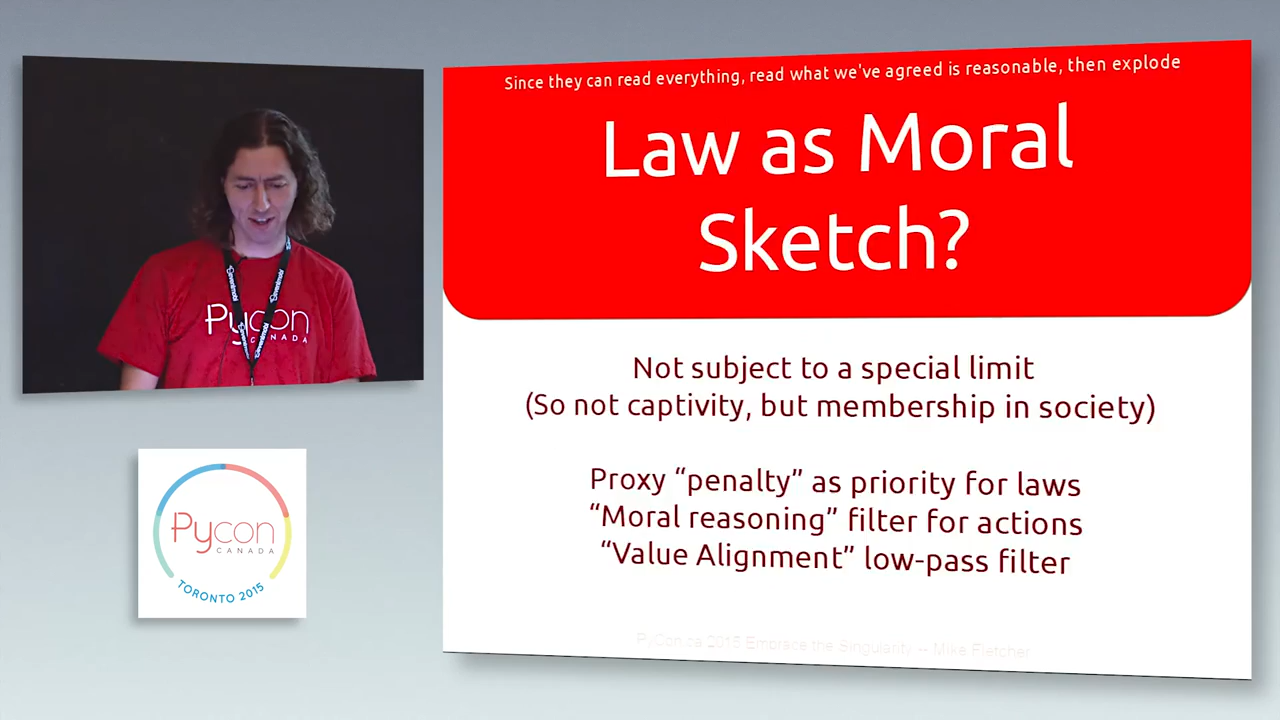 Since they can read everything, read what we've agreed is reasonable, then explode
Law as Moral
Sketch?
Not subject to a special limit
(So not captivity, but membership in society)
Proxy “penalty” as priority for laws
“Moral reasoning” filter for actions
“Value Alignment” low-pass filter
PyCon.ca 2015 Embrace the Singularity -- Mike Fletcher
Pycon
CANADA
Pycon
CANADA
TORONTO 2015